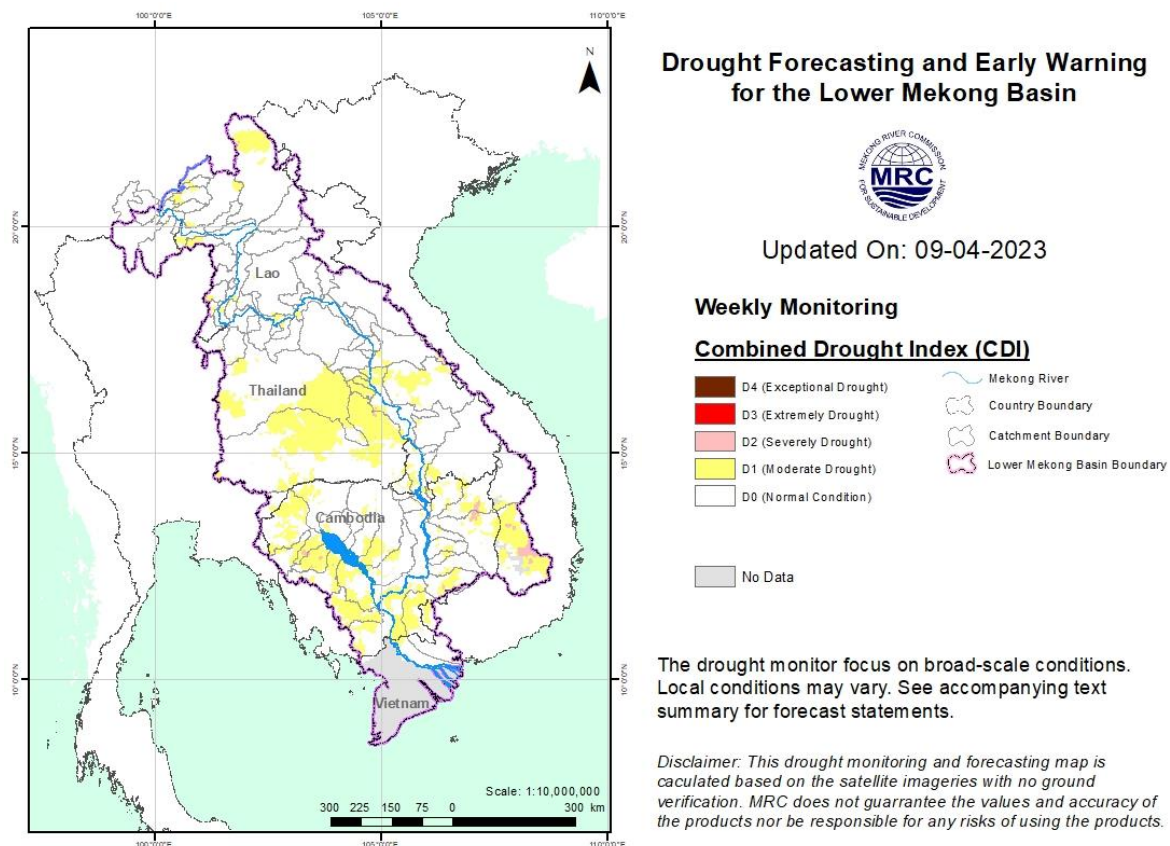 100°0'0"E
105°0'0"E
110°0'0"E
N
20°0'0"N
20°0'0"N
15°0'0"N
15°0'0"N
10°0'0"N
10°0'0"N
Lao
Thailand
Cambodia
Vietnam
Scale: 1:10,000,000
300 225 150 75 0 300 km
100°0'0"E
105°0'0"E
110°0'0"E
Drought Forecasting and Early Warning
for the Lower Mekong Basin
MEKONG RIVER COMMISSION
MRC
FOR SUSTAINABLE DEVELOPMENT
Updated On: 09-04-2023
Weekly Monitoring
Combined Drought Index (CDI)
D4 (Exceptional Drought)
D3 (Extremely Drought)
D2 (Severely Drought)
D1 (Moderate Drought)
D0 (Normal Condition)
No Data
Mekong River
Country Boundary
Catchment Boundary
Lower Mekong Basin Boundary
The drought monitor focus on broad-scale conditions.
Local conditions may vary. See accompanying text
summary for forecast statements.
Disclaimer: This drought monitoring and forecasting map is
caculated based on the satellite imageries with no ground
verification. MRC does not guarrantee the values and accuracy of
the products nor be responsible for any risks of using the products.